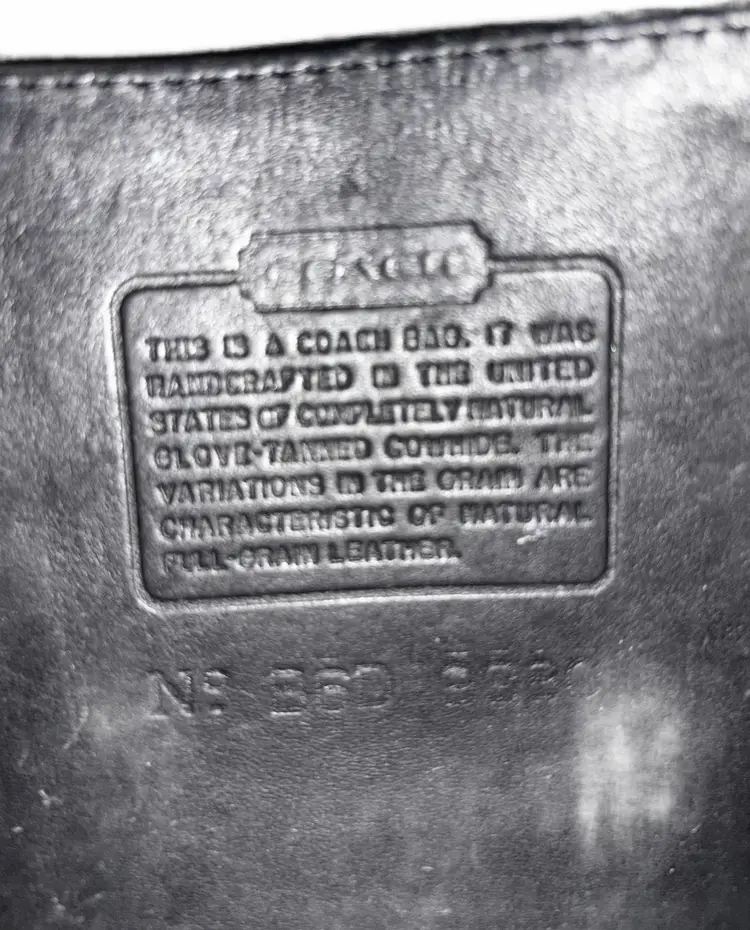 COACH
THIS IS A COACH BAG. IT WAS
HANDCRAFTED IN THE UNITED
STATES OF COMPLETELY NATURAL
GLOVE-TANNED COWHIDE. THE
VARIATIONS IN THE GRAIN ARE
CHARACTERISTIC OF NATURAL
FULL-GRAIN LEATHER.
Nº